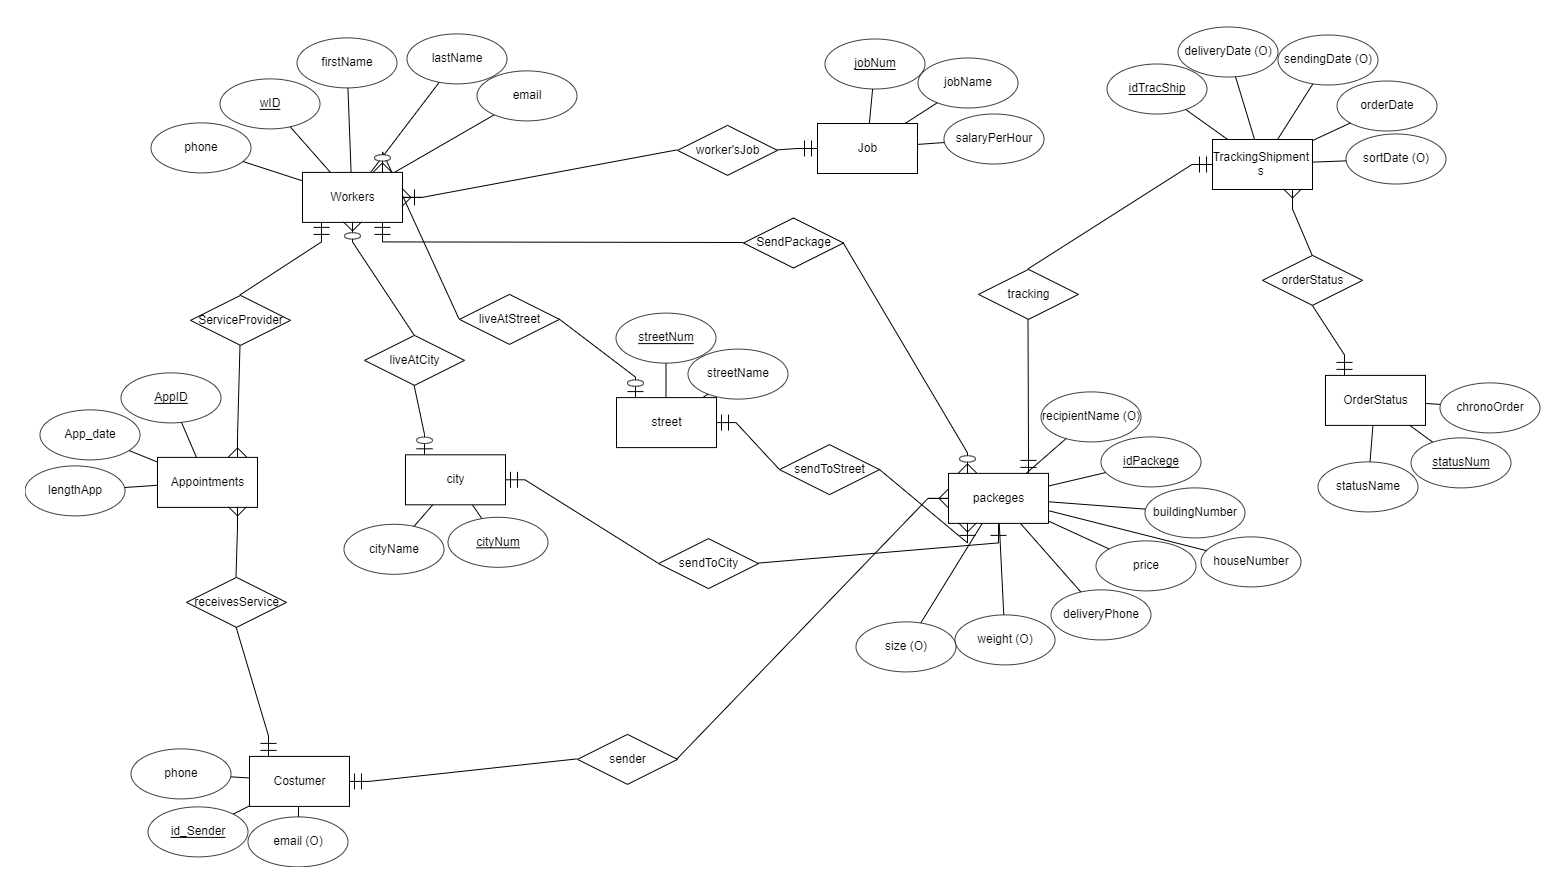 lastName
firstName
email
wID
phone
Workers
worker'sJob
jobNum
jobName
salaryPerHour
Job
deliveryDate (O)
sendingDate (O)
idTracShip
orderDate
sortDate (O)
TrackingShipment
s
SendPackage
tracking
orderStatus
ServiceProvider
liveAtCity
liveAtStreet
streetNum
streetName
street
OrderStatus
chronoOrder
statusNum
statusName
AppID
App_date
lengthApp
Appointments
city
cityName
cityNum
sendToStreet
sendToCity
recipientName (O)
idPackege
packeges
buildingNumber
houseNumber
price
deliveryPhone
weight (O)
size (O)
receivesService
sender
phone
Costumer
id_Sender
email (O)